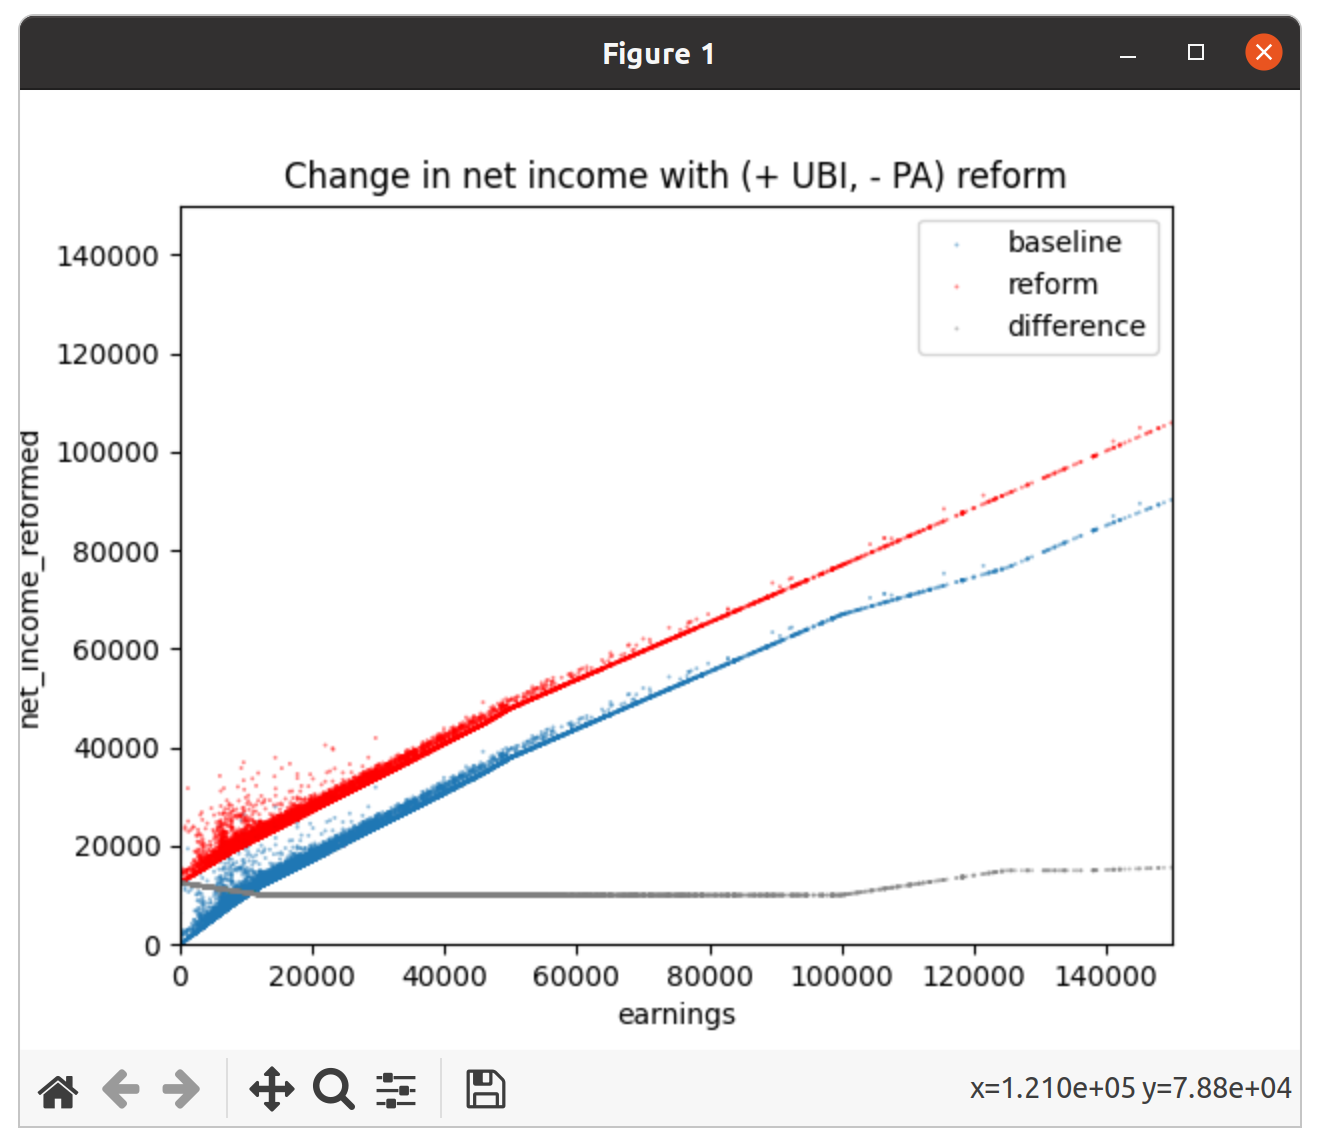 Figure 1
Change in net income with (+ UBI, - PA) reform
baseline
reform
difference
140000
120000
100000
80000
60000
40000
20000
0
net_income_reformed
0 20000 40000 60000 80000 100000 120000 140000
earnings
x=1.210e+05 y=7.88e+04